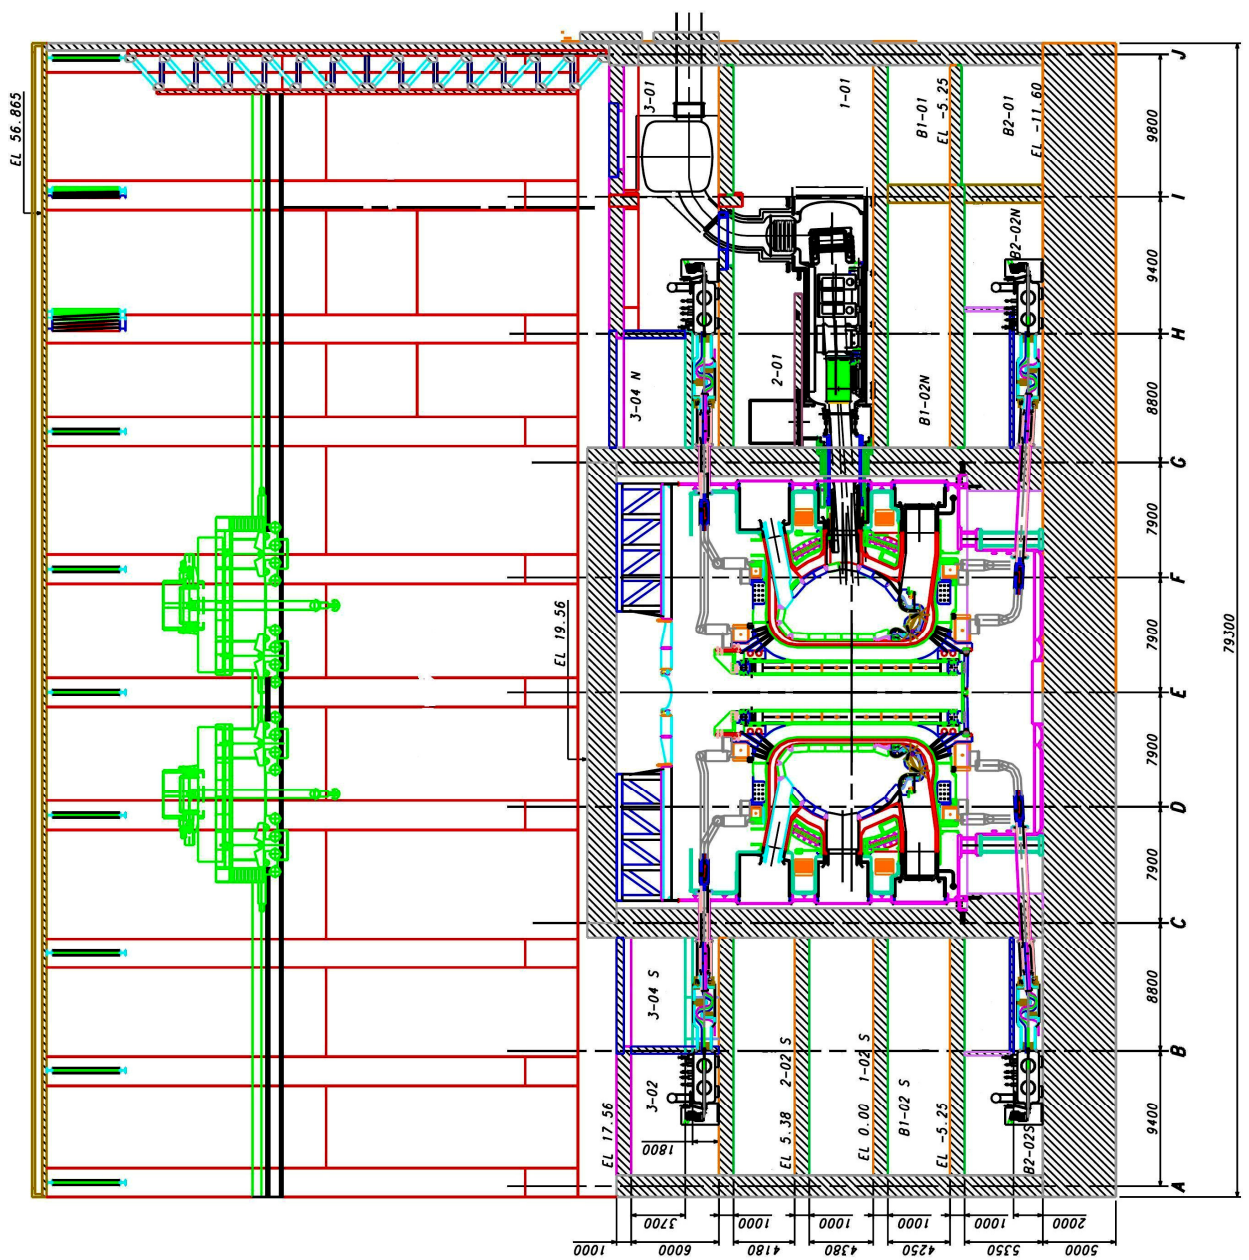 EL 56.865
3-01
1-01
B1-01
EL -5.25
B2-01
EL -11.60
J
9800
I
9400
B2-02N
H
2-01
3-04 N
B1-02N
8800
G
7900
F
EL 19.56
7900
79300
E
7900
D
7900
C
3-04 S
8800
B
EL 17.56
3-02
1800
EL 5.38 2-02 S
EL 0.00 1-02 S
B1-02 S
EL -5.25
B2-02S
9400
A
1000
3700
6000
1000
4180
1000
4380
1000
4250
1000
5350
2000
5000